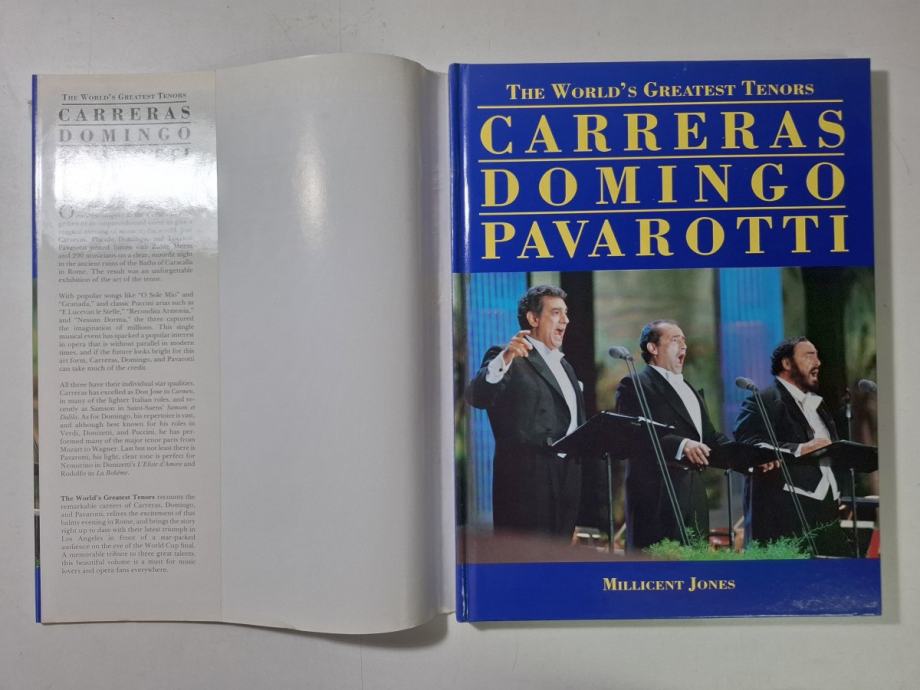 THE WORLD'S GREATEST TENORS
CARRERAS
DOMINGO
PAVAROTTI
and 200 musicians on a clear, moonlit night
in the ancient ruins of the Baths of Caracalla
in Rome. The result was an unforgettable
exhibition of the art of the tenor.
With popular songs like "O Sole Mio" and
"Granada," and classic Puccini arias such as
"E Lucevan le Stelle," "Recondita Armonia,"
and "Nessun Dorma," the three captured
the imagination of millions. This single
musical event has sparked a popular interest
in opera that is without parallel in modern
times, and if the future looks bright for this
art form, Carreras, Domingo, and Pavarotti
can take much of the credit.
All three have their individual star qualities.
Carreras has excelled as Don José in Carmen,
in many of the lighter Italian roles, and re-
cently as Samson in Saint-Saëns' Samson et
Dalila. As for Domingo, his repertoire is vast,
and although best known for his roles in
Verdi, Donizetti, and Puccini, he has per-
formed many of the major tenor parts from
Mozart to Wagner. Last but not least there is
Pavarotti, his light, clear tone is perfect for
Nemorino in Donizetti's L'Elisir d'Amore and
Rodolfo in La Bohème.
The World's Greatest Tenors recounts the
remarkable careers of Carreras, Domingo,
and Pavarotti, relives the excitement of that
balmy evening in Rome, and brings the story
right up to date with their latest triumph in
Los Angeles in front of a star-packed
audience on the eve of the World Cup final.
A memorable tribute to three great talents,
this beautiful volume is a must for music
lovers and opera fans everywhere.
THE WORLD'S GREATEST TENORS
CARRERAS
DOMINGO
PAVAROTTI
MILLICENT JONES